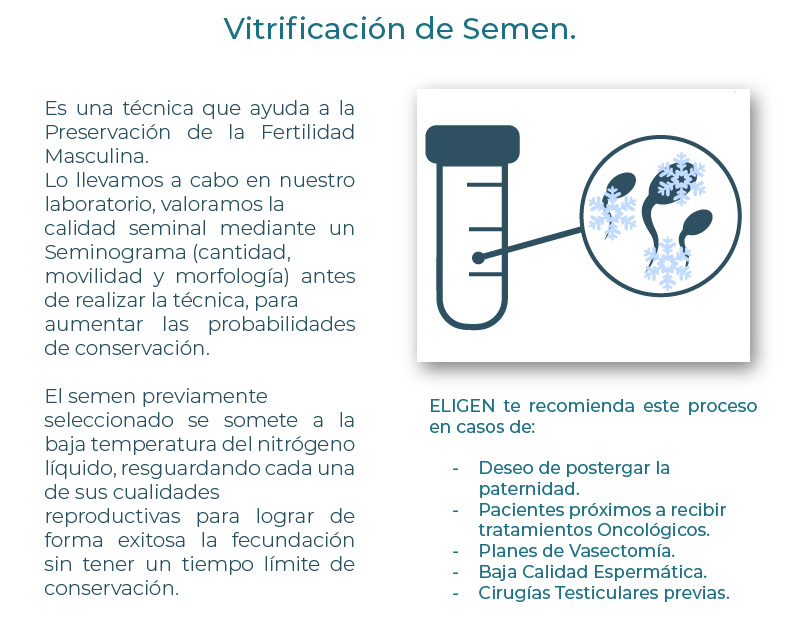 Vitrificación de Semen.
Es una técnica que ayuda a la
Preservación de la Fertilidad
Masculina.
Lo llevamos a cabo en nuestro
laboratorio, valoramos la
calidad seminal mediante un
Seminograma (cantidad,
movilidad y morfología) antes
de realizar la técnica, para
aumentar las probabilidades
de conservación.
El semen previamente
seleccionado se somete a la
baja temperatura del nitrógeno
líquido, resguardando cada una
de sus cualidades
reproductivas para lograr de
forma exitosa la fecundación
sin tener un tiempo límite de
conservación.
ELIGEN te recomienda este proceso
en casos de:
- Deseo de postergar la
paternidad.
- Pacientes próximos a recibir
tratamientos Oncológicos.
- Planes de Vasectomía.
- Baja Calidad Espermática.
- Cirugías Testiculares previas.